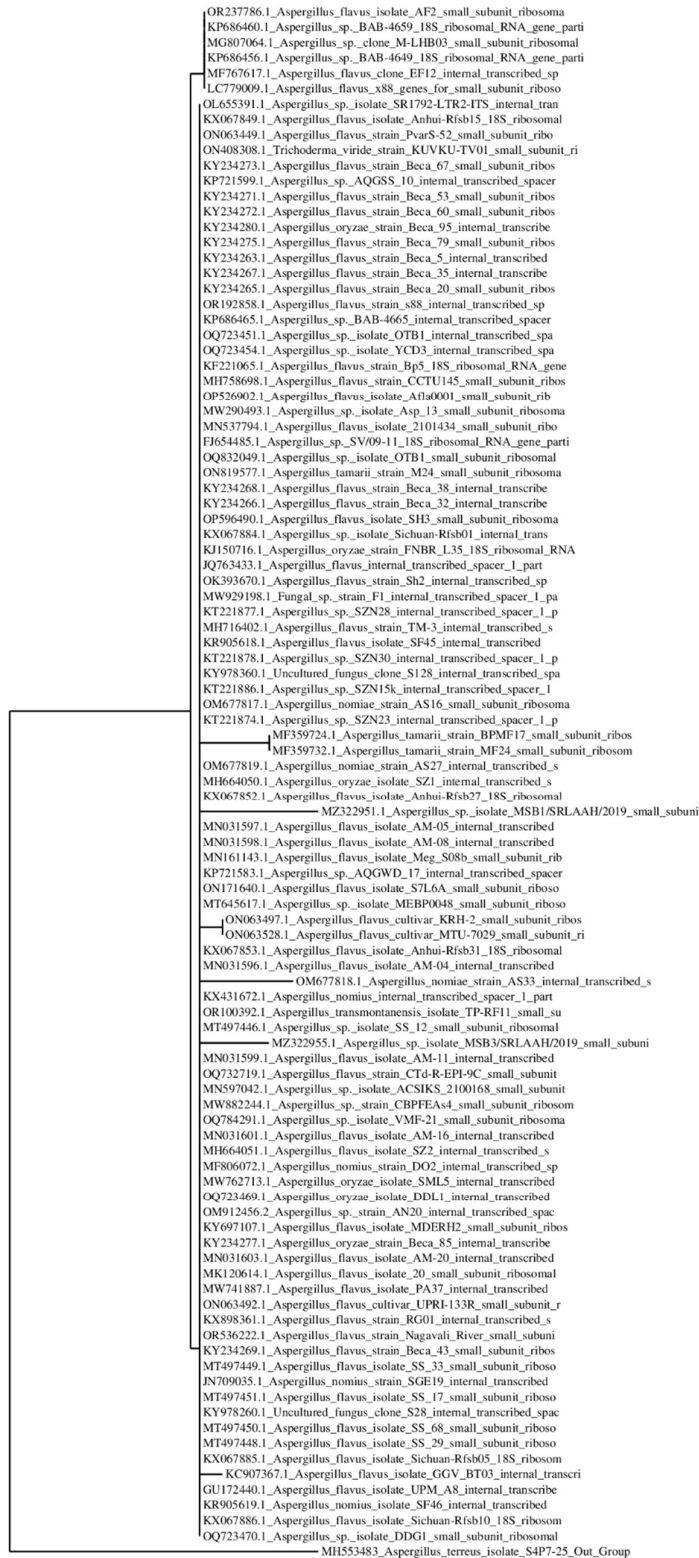 OR237786.1_Aspergillus_flavus_isolate_AF2_small_subunit_ribosoma
KP686460.1_Aspergillus_sp._BAB-4659_18S_ribosomal_RNA_gene_parti
MG807064.1_Aspergillus_sp._clone_M-LHB03_small_subunit_ribosomal
KP686456.1_Aspergillus_sp._BAB-4649_18S_ribosomal_RNA_gene_parti
MF767617.1_Aspergillus_flavus_clone_EF12_internal_transcribed_sp
LC779009.1_Aspergillus_flavus_x88_genes_for_small_subunit_riboso
OL655391.1_Aspergillus_sp._isolate_SR1792-LTR2-ITS_internal_tran
KX067849.1_Aspergillus_flavus_isolate_Anhui-Rfsb15_18S_ribosomal
ON063449.1_Aspergillus_flavus_strain_PvarS-52_small_subunit_ribo
ON408308.1_Trichoderma_viride_strain_KUVKU-TV01_small_subunit_ri
KY234273.1_Aspergillus_flavus_strain_Beca_67_small_subunit_ribos
KP721599.1_Aspergillus_sp._AQGSS_10_internal_transcribed_spacer
KY234271.1_Aspergillus_flavus_strain_Beca_53_small_subunit_ribos
KY234272.1_Aspergillus_flavus_strain_Beca_60_small_subunit_ribos
KY234280.1_Aspergillus_oryzae_strain_Beca_95_internal_transcribe
KY234275.1_Aspergillus_flavus_strain_Beca_79_small_subunit_ribos
KY234263.1_Aspergillus_flavus_strain_Beca_5_internal_transcribed
KY234267.1_Aspergillus_flavus_strain_Beca_35_internal_transcribe
KY234265.1_Aspergillus_flavus_strain_Beca_20_small_subunit_ribos
OR192858.1_Aspergillus_flavus_strain_s88_internal_transcribed_sp
KP686465.1_Aspergillus_sp._BAB-4665_internal_transcribed_spacer
OQ723451.1_Aspergillus_sp._isolate_OTB1_internal_transcribed_spa
OQ723454.1_Aspergillus_sp._isolate_YCD3_internal_transcribed_spa
KF221065.1_Aspergillus_flavus_strain_Bp5_18S_ribosomal_RNA_gene
MH758698.1_Aspergillus_flavus_strain_CCTU145_small_subunit_ribos
OP526902.1_Aspergillus_flavus_isolate_Afla0001_small_subunit_rib
MW290493.1_Aspergillus_sp._isolate_Asp_13_small_subunit_ribosoma
MN537794.1_Aspergillus_flavus_isolate_2101434_small_subunit_ribo
FJ654485.1_Aspergillus_sp._SV/09-11_18S_ribosomal_RNA_gene_parti
OQ832049.1_Aspergillus_sp._isolate_OTB1_small_subunit_ribosomal
ON819577.1_Aspergillus_tamarii_strain_M24_small_subunit_ribosoma
KY234268.1_Aspergillus_flavus_strain_Beca_38_internal_transcribe
KY234266.1_Aspergillus_flavus_strain_Beca_32_internal_transcribe
OP596490.1_Aspergillus_flavus_isolate_SH3_small_subunit_ribosoma
KX067884.1_Aspergillus_sp._isolate_Sichuan-Rfsb01_internal_trans
KJ150716.1_Aspergillus_oryzae_strain_FNBR_L35_18S_ribosomal_RNA
JQ763433.1_Aspergillus_flavus_internal_transcribed_spacer_1_part
OK393670.1_Aspergillus_flavus_strain_Sh2_internal_transcribed_sp
MW929198.1_Fungal_sp._strain_F1_internal_transcribed_spacer_1_pa
KT221877.1_Aspergillus_sp._SZN28_internal_transcribed_spacer_1_p
MH716402.1_Aspergillus_flavus_strain_TM-3_internal_transcribed_s
KR905618.1_Aspergillus_flavus_isolate_SF45_internal_transcribed
KT221878.1_Aspergillus_sp._SZN30_internal_transcribed_spacer_1_p
KY978360.1_Uncultured_fungus_clone_S128_internal_transcribed_spa
KT221886.1_Aspergillus_sp._SZN15k_internal_transcribed_spacer_1
OM677817.1_Aspergillus_nomiae_strain_AS16_small_subunit_ribosoma
KT221874.1_Aspergillus_sp._SZN23_internal_transcribed_spacer_1_p
MF359724.1_Aspergillus_tamarii_strain_BPMF17_small_subunit_ribos
MF359732.1_Aspergillus_tamarii_strain_MF24_small_subunit_ribosom
OM677819.1_Aspergillus_nomiae_strain_AS27_internal_transcribed_s
MH664050.1_Aspergillus_oryzae_isolate_SZ1_internal_transcribed_s
KX067852.1_Aspergillus_flavus_isolate_Anhui-Rfsb27_18S_ribosomal
MZ322951.1_Aspergillus_sp._isolate_MSB1/SRLAAH/2019_small_subuni
MN031597.1_Aspergillus_flavus_isolate_AM-05_internal_transcribed
MN031598.1_Aspergillus_flavus_isolate_AM-08_internal_transcribed
MN161143.1_Aspergillus_flavus_isolate_Meg_S08b_small_subunit_rib
KP721583.1_Aspergillus_sp._AQGWD_17_internal_transcribed_spacer
ON171640.1_Aspergillus_flavus_isolate_S7L6A_small_subunit_riboso
MT645617.1_Aspergillus_sp._isolate_MEBP0048_small_subunit_riboso
ON063497.1_Aspergillus_flavus_cultivar_KRH-2_small_subunit_ribos
ON063528.1_Aspergillus_flavus_cultivar_MTU-7029_small_subunit_ri
KX067853.1_Aspergillus_flavus_isolate_Anhui-Rfsb31_18S_ribosomal
MN031596.1_Aspergillus_flavus_isolate_AM-04_internal_transcribed
OM677818.1_Aspergillus_nomiae_strain_AS33_internal_transcribed_s
KX431672.1_Aspergillus_nomius_internal_transcribed_spacer_1_part
OR100392.1_Aspergillus_transmontanensis_isolate_TP-RF11_small_su
MT497446.1_Aspergillus_sp._isolate_SS_12_small_subunit_ribosomal
MZ322955.1_Aspergillus_sp._isolate_MSB3/SRLAAH/2019_small_subuni
MN031599.1_Aspergillus_flavus_isolate_AM-11_internal_transcribed
OQ732719.1_Aspergillus_flavus_strain_CTd-R-EPI-9C_small_subunit
MN597042.1_Aspergillus_sp._isolate_ACSIKS_2100168_small_subunit
MW882244.1_Aspergillus_sp._strain_CBPFEAs4_small_subunit_ribosom
OQ784291.1_Aspergillus_sp._isolate_VMF-21_small_subunit_ribosoma
MN031601.1_Aspergillus_flavus_isolate_AM-16_internal_transcribed
MH664051.1_Aspergillus_flavus_isolate_SZ2_internal_transcribed_s
MF806072.1_Aspergillus_nomius_strain_DO2_internal_transcribed_sp
MW762713.1_Aspergillus_oryzae_isolate_SML5_internal_transcribed
OQ723469.1_Aspergillus_oryzae_isolate_DDL1_internal_transcribed
OM912456.2_Aspergillus_sp._strain_AN20_internal_transcribed_spac
KY697107.1_Aspergillus_flavus_isolate_MDERH2_small_subunit_ribos
KY234277.1_Aspergillus_oryzae_strain_Beca_85_internal_transcribe
MN031603.1_Aspergillus_flavus_isolate_AM-20_internal_transcribed
MK120614.1_Aspergillus_flavus_isolate_20_small_subunit_ribosomal
MW741887.1_Aspergillus_flavus_isolate_PA37_internal_transcribed
ON063492.1_Aspergillus_flavus_cultivar_UPRI-133R_small_subunit_r
KX898361.1_Aspergillus_flavus_strain_RG01_internal_transcribed_s
OR536222.1_Aspergillus_flavus_strain_Nagavali_River_small_subuni
KY234269.1_Aspergillus_flavus_strain_Beca_43_small_subunit_ribos
MT497449.1_Aspergillus_flavus_isolate_SS_33_small_subunit_riboso
JN709035.1_Aspergillus_nomius_strain_SGE19_internal_transcribed
MT497451.1_Aspergillus_flavus_isolate_SS_17_small_subunit_riboso
KY978260.1_Uncultured_fungus_clone_S28_internal_transcribed_spac
MT497450.1_Aspergillus_flavus_isolate_SS_68_small_subunit_riboso
MT497448.1_Aspergillus_flavus_isolate_SS_29_small_subunit_riboso
KX067885.1_Aspergillus_flavus_isolate_Sichuan-Rfsb05_18S_ribosom
KC907367.1_Aspergillus_flavus_isolate_GGV_BT03_internal_transcri
GU172440.1_Aspergillus_flavus_isolate_UPM_A8_internal_transcribe
KR905619.1_Aspergillus_nomius_isolate_SF46_internal_transcribed
KX067886.1_Aspergillus_flavus_isolate_Sichuan-Rfsb10_18S_ribosom
OQ723470.1_Aspergillus_sp._isolate_DDG1_small_subunit_ribosomal
MH553483_Aspergillus_terreus_isolate_S4P7-25_Out_Group